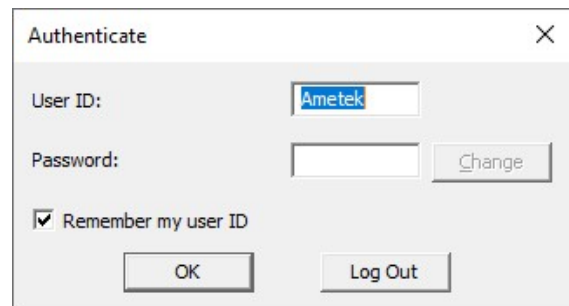 Authenticate
User ID: Ametek
Password: Change
Remember my user ID
OK Log Out